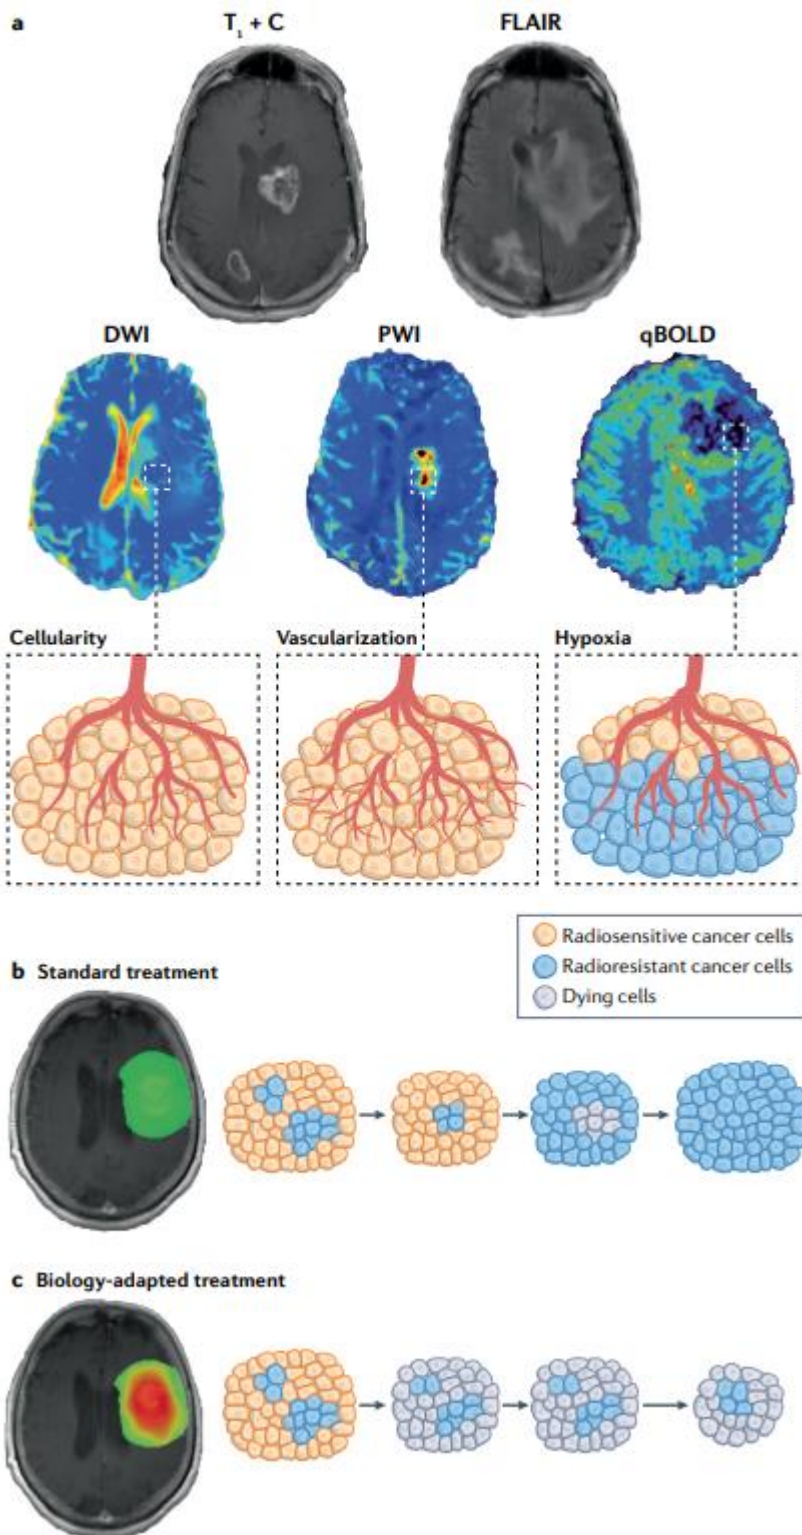 a
T1 + C
FLAIR
DWI
PWI
qBOLD
Cellularity
Vascularization
Hypoxia
Radiosensitive cancer cells
Radioresistant cancer cells
Dying cells
b Standard treatment
c Biology-adapted treatment